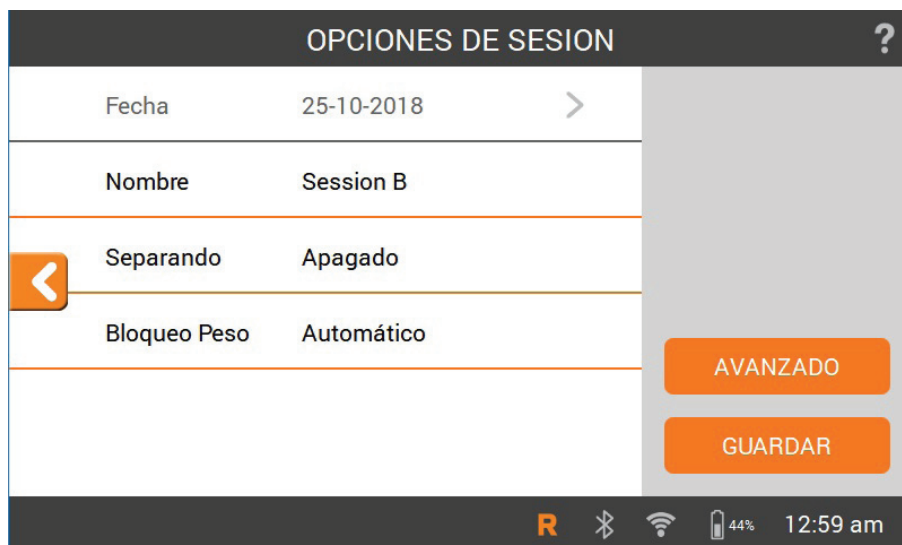 OPCIONES DE SESION ?
Fecha 25-10-2018
Nombre Session B
Separando Apagado
Bloqueo Peso Automático
AVANZADO
GUARDAR
R 44% 12:59 am